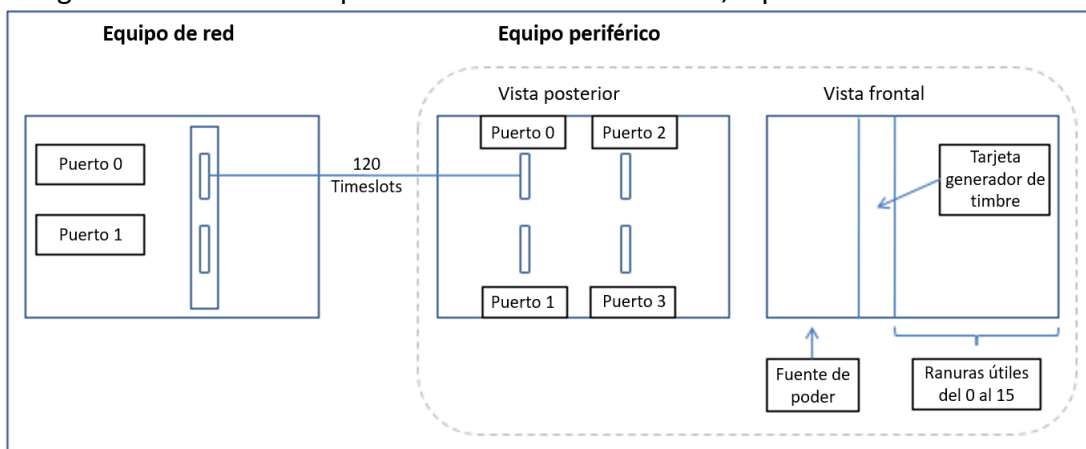 Equipo de red
Equipo periférico
Vista posterior
Vista frontal
Puerto 0
Puerto 1
120
Timeslots
Puerto 0
Puerto 2
Puerto 1
Puerto 3
Tarjeta
generador de
timbre
Fuente de
poder
Ranuras útiles
del 0 al 15